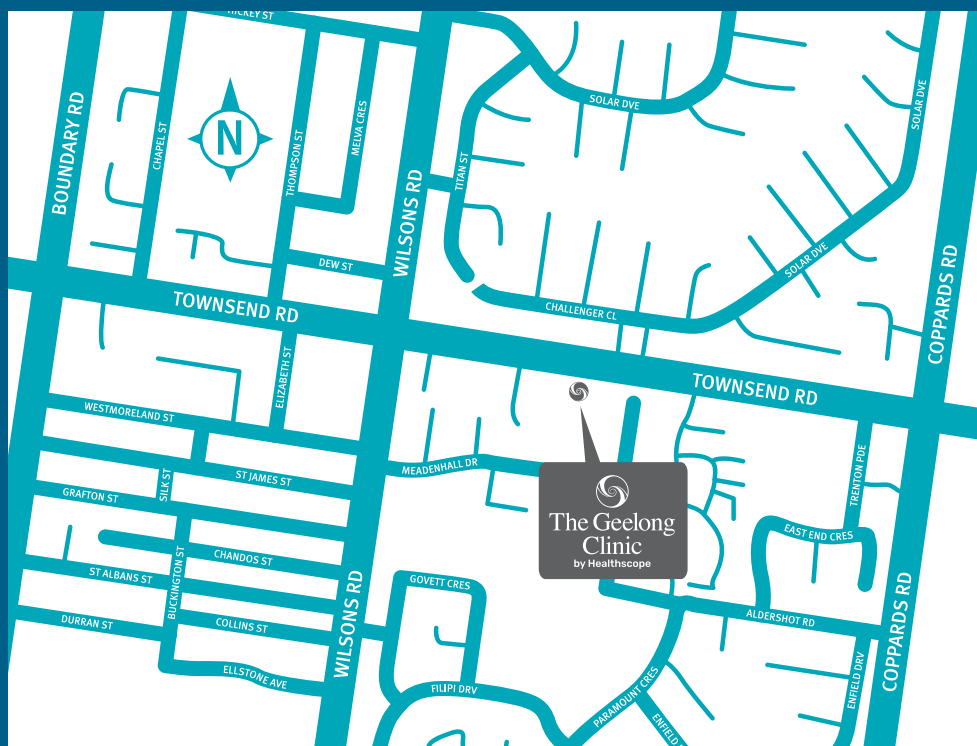 HICKEY ST
SOLAR DVE
SOLAR DVE
BOUNDARY RD
CHAPEL ST
N
THOMPSON ST
MELVA CRES
TITAN ST
WILSONS RD
DEW ST
SOLAR DVE
COPPARDS RD
TOWNSEND RD
CHALLENGER CL
ELIZABETH ST
TOWNSEND RD
WESTMORELAND ST
MEADENHALL DR
ST JAMES ST
SILK ST
GRAFTON ST
TRENTON PDE
The Geelong
Clinic
by Healthscope
EAST END CRES
CHANDOS ST
ST ALBANS ST
BUCKINGTON ST
GOVETT CRES
COLLINS ST
DURRAN ST
WILSONS RD
ALDERSHOT RD
COPPARDS RD
ELLSTONE AVE
FILIPI DRV
PARAMOUNT CRES
ENFIELD DRV
ENFIELD